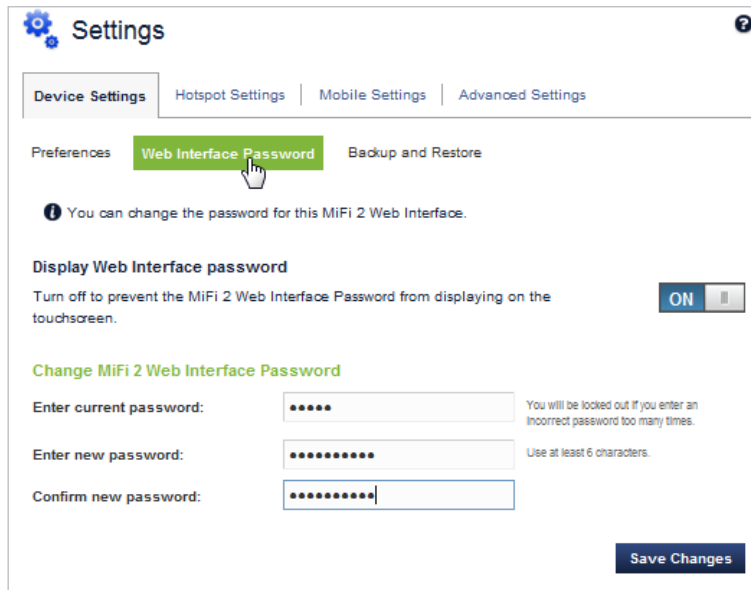 Settings
Device Settings Hotspot Settings Mobile Settings Advanced Settings
Preferences Web Interface Password Backup and Restore
You can change the password for this MiFi 2 Web Interface.
Display Web Interface password
Turn off to prevent the MiFi 2 Web Interface Password from displaying on the
touchscreen.
ON
Change MiFi 2 Web Interface Password
Enter current password: •••••
You will be locked out if you enter an
incorrect password too many times.
Enter new password: ••••••••••
Use at least 6 characters.
Confirm new password: ••••••••••
Save Changes